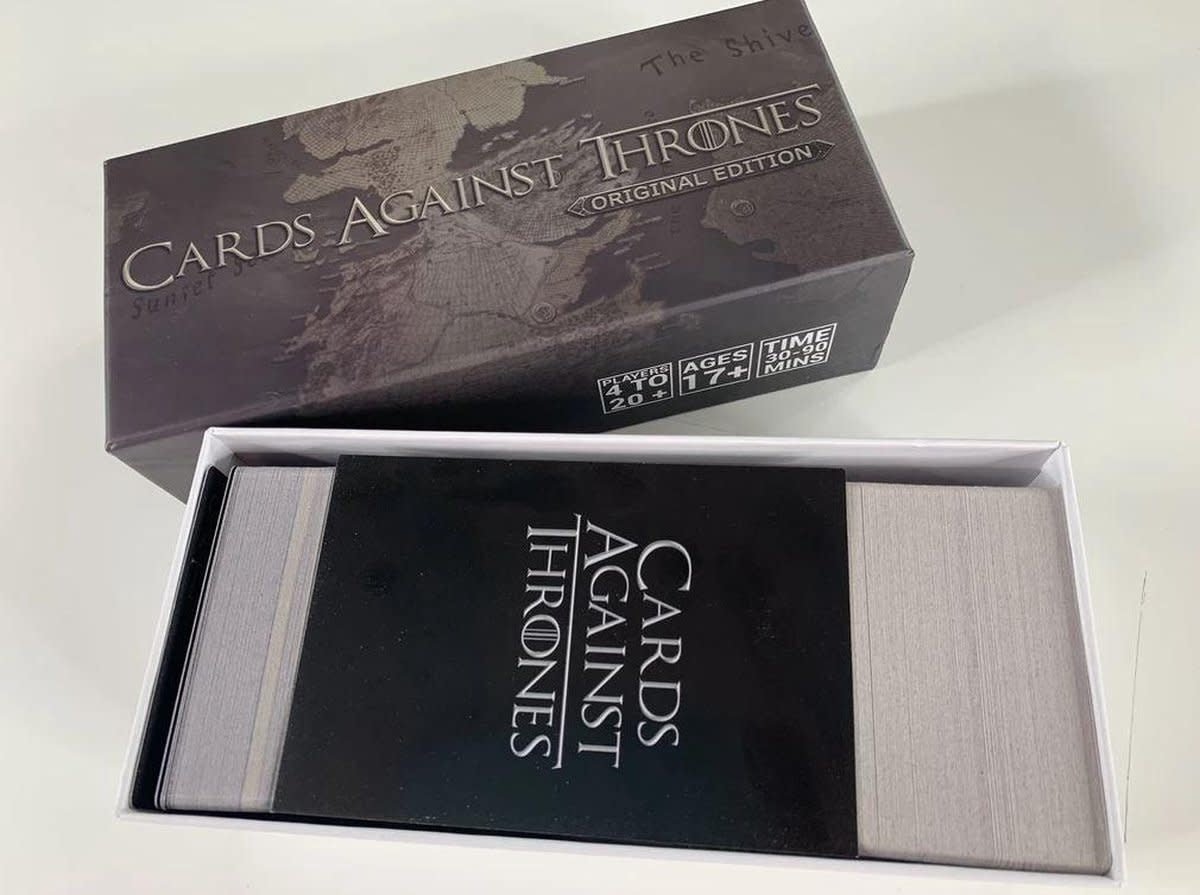 The Shive
CARDS AGAINST THRONES
ORIGINAL EDITION
Sunset
PLAYERS
4 TO
20 +
AGES
17+
TIME
30-90
MINS
CARDS
AGAINST
THRONES